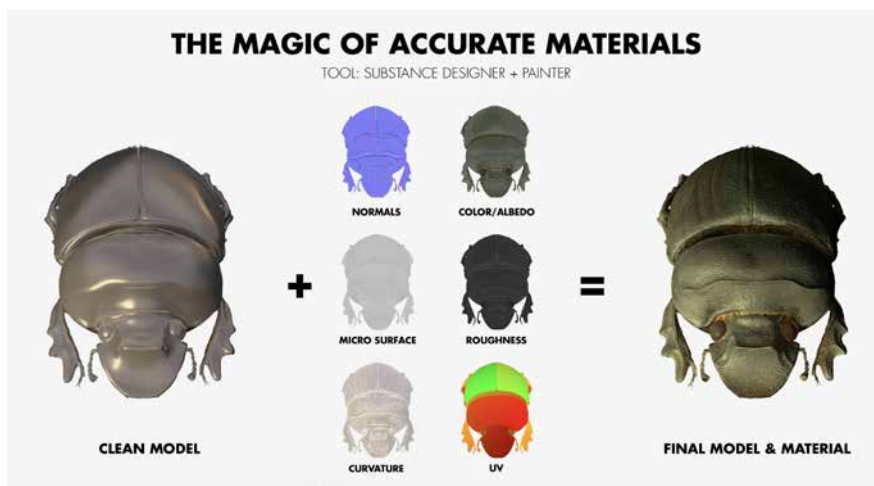 THE MAGIC OF ACCURATE MATERIALS
TOOL: SUBSTANCE DESIGNER + PAINTER
NORMALS
COLOR/ALBEDO
+
=
MICRO SURFACE
ROUGHNESS
CLEAN MODEL
FINAL MODEL & MATERIAL
CURVATURE
UV